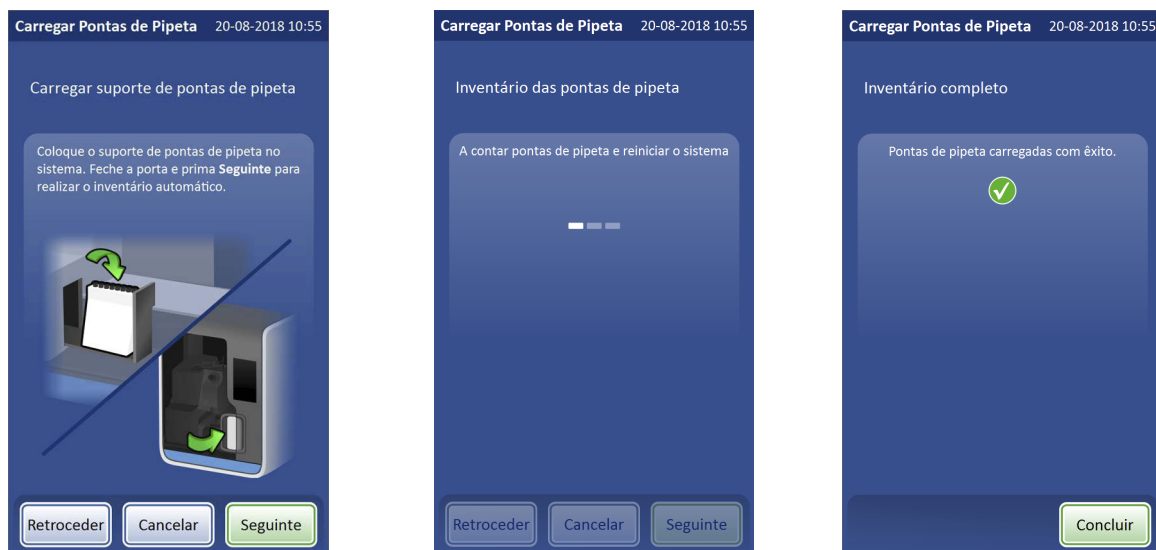 Carregar Pontas de Pipeta 20-08-2018 10:55
Carregar suporte de pontas de pipeta
Coloque o suporte de pontas de pipeta no
sistema. Feche a porta e prima Seguinte para
realizar o inventário automático.
Retroceder Cancelar Seguinte
Carregar Pontas de Pipeta 20-08-2018 10:55
Inventário das pontas de pipeta
A contar pontas de pipeta e reiniciar o sistema
Retroceder Cancelar Seguinte
Carregar Pontas de Pipeta 20-08-2018 10:55
Inventário completo
Pontas de pipeta carregadas com êxito.
Concluir